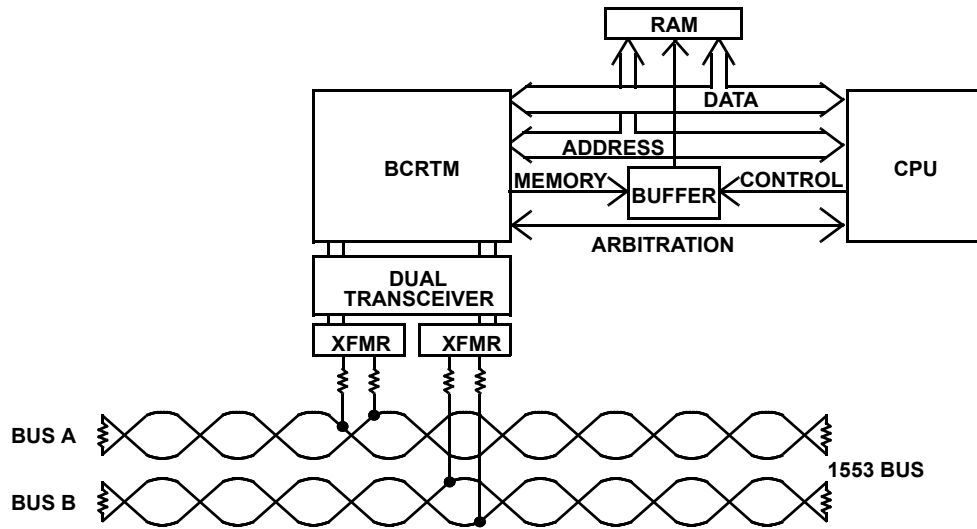 RAM
DATA
ADDRESS
BCRTM
CPU
MEMORY
BUFFER
CONTROL
ARBITRATION
DUAL
TRANSCEIVER
XFMR
XFMR
BUS A
1553 BUS
BUS B